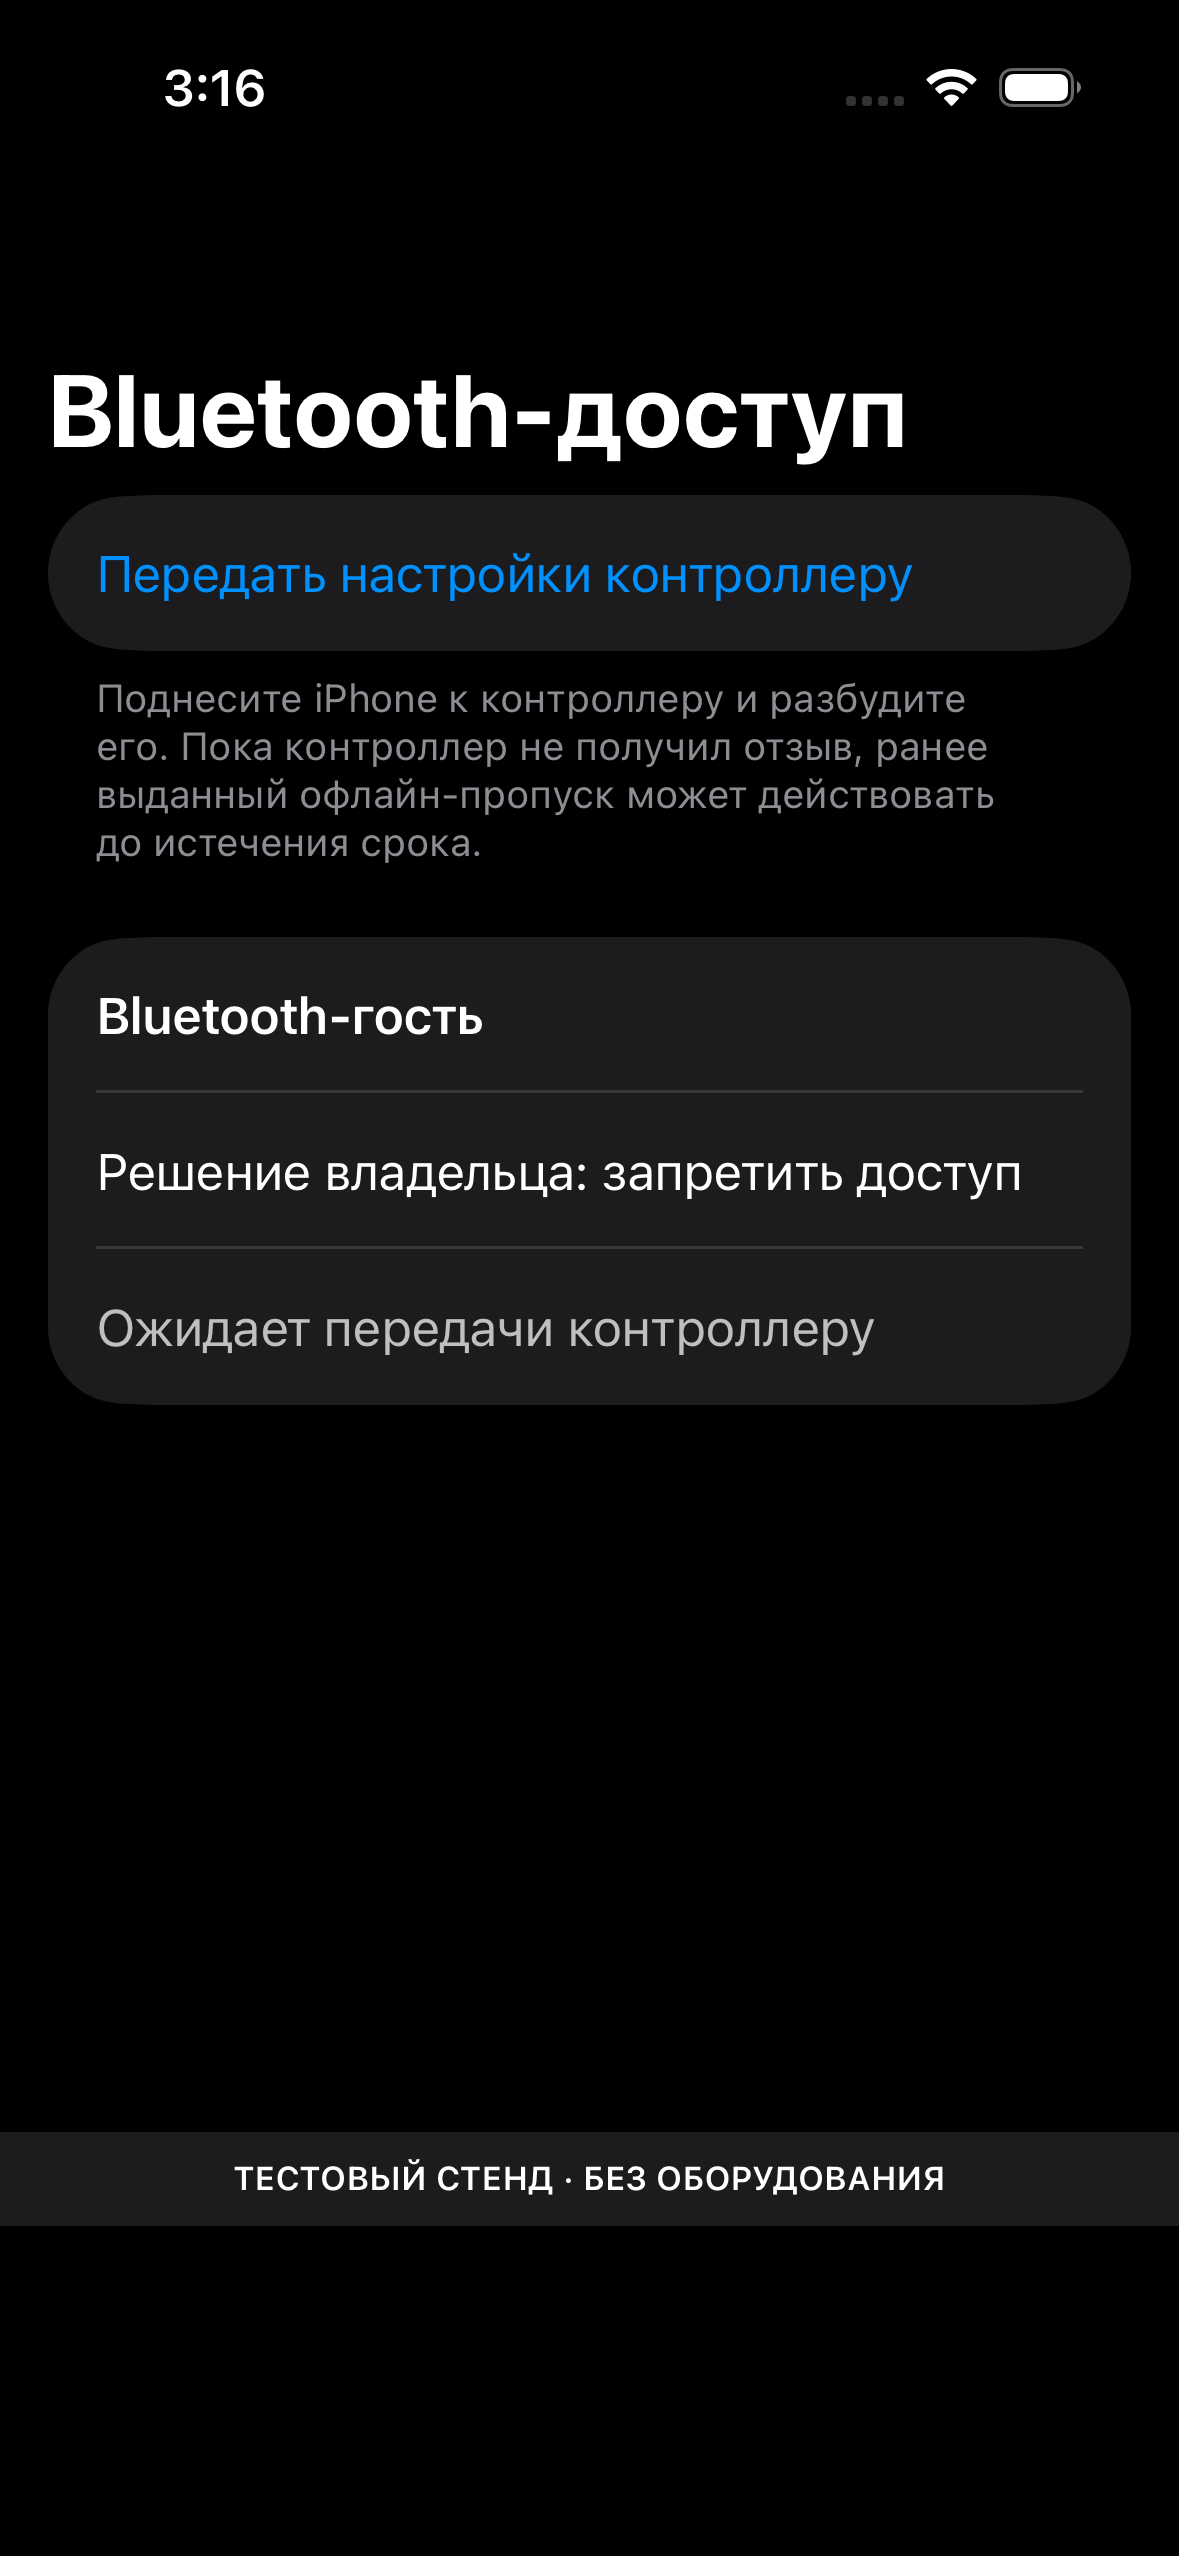 3:16
Bluetooth-доступ
Передать настройки контроллеру
Поднесите iPhone к контроллеру и разбудите
его. Пока контроллер не получил отзыв, ранее
выданный офлайн-пропуск может действовать
до истечения срока.
Bluetooth-гость
Решение владельца: запретить доступ
Ожидает передачи контроллеру
ТЕСТОВЫЙ СТЕНД · БЕЗ ОБОРУДОВАНИЯ